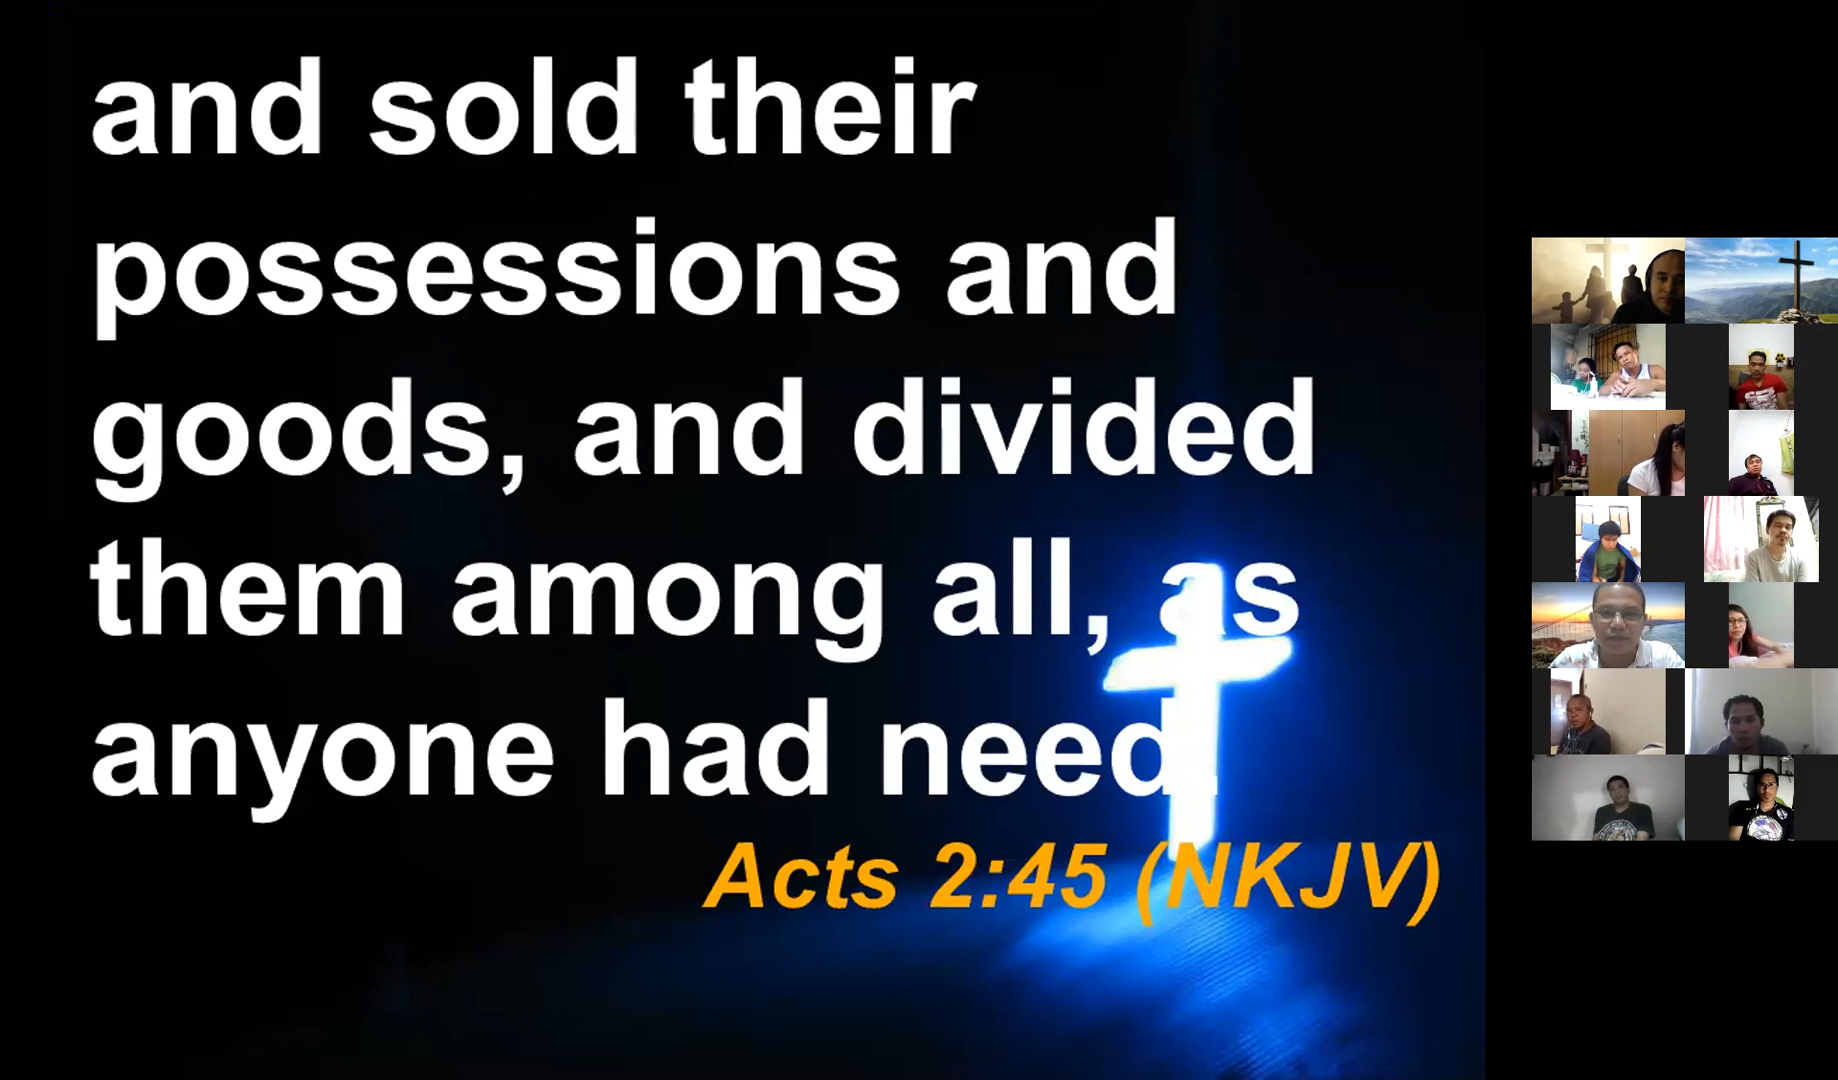 and sold their
possessions and
goods, and divided
them among all, as
anyone had need.
Acts 2:45 (NKJV)